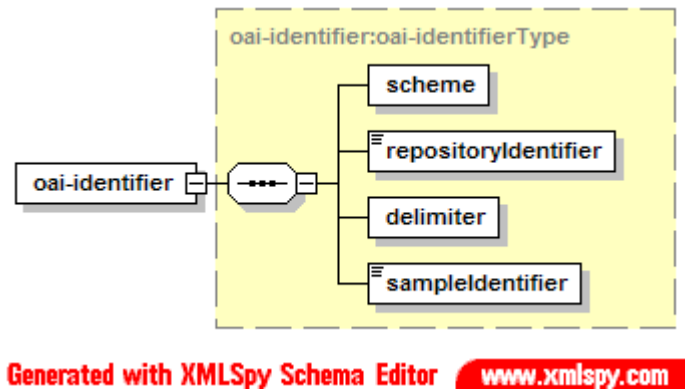 oai-identifier:oai-identifierType
scheme
repositoryIdentifier
oai-identifier
delimiter
sampleIdentifier
Generated with XMLSpy Schema Editor www.xmlspy.com